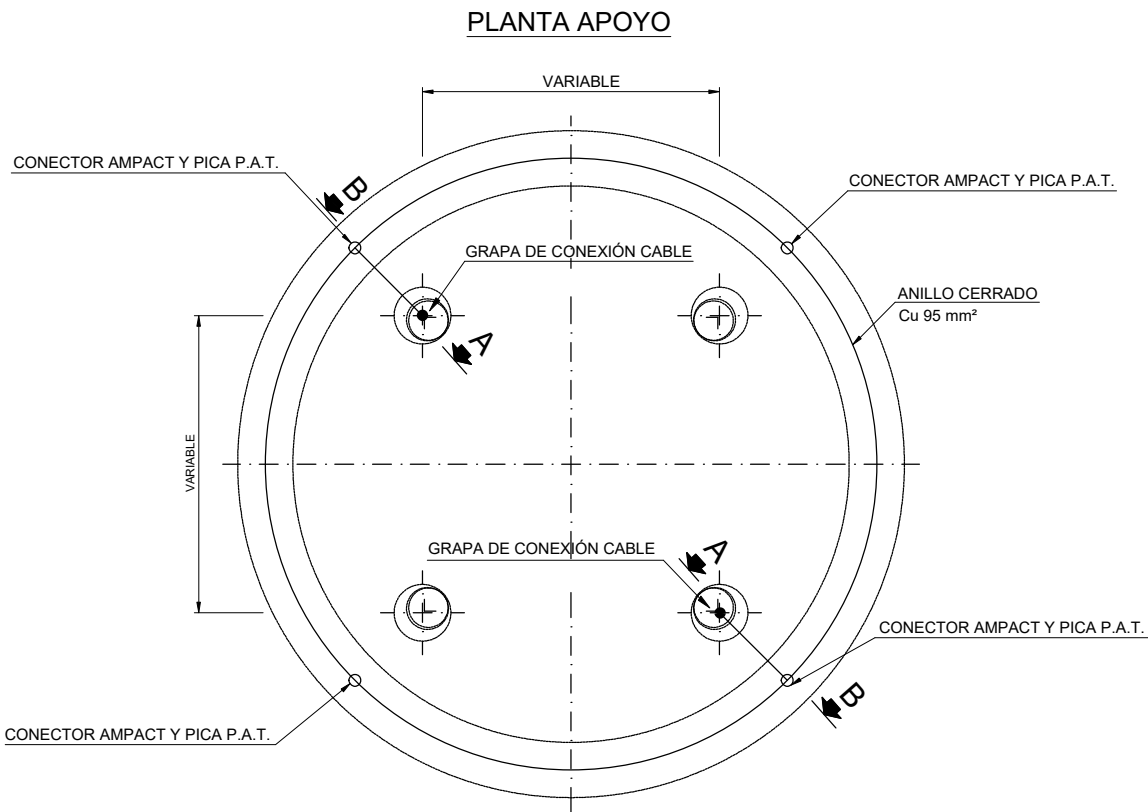 PLANTA APOYO
VARIABLE
CONECTOR AMPACT Y PICA P.A.T.
B
CONECTOR AMPACT Y PICA P.A.T.
GRAPA DE CONEXIÓN CABLE
ANILLO CERRADO
Cu 95 mm²
A
VARIABLE
GRAPA DE CONEXIÓN CABLE
A
CONECTOR AMPACT Y PICA P.A.T.
B
CONECTOR AMPACT Y PICA P.A.T.